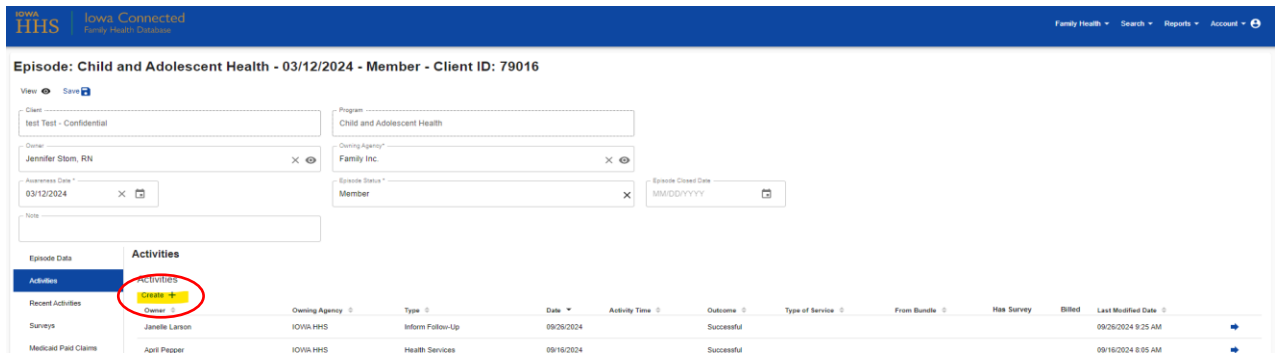 IOWA
HHS
Iowa Connected
Family Health Database
Family Health Search Reports Account
Episode: Child and Adolescent Health - 03/12/2024 - Member - Client ID: 79016
View Save
Client Program
test Test - Confidential Child and Adolescent Health
Owner Owning Agency*
Jennifer Stom, RN Family Inc.
Awareness Date * Episode Status * Episode Closed Date
03/12/2024 Member MM/DD/YYYY
Note
Episode Data
Activities
Recent Activities
Surveys
Medicaid Paid Claims
Activities
Activities
Create +
Owner Owning Agency Type Date Activity Time Outcome Type of Service From Bundle Has Survey Billed Last Modified Date
Janelle Larson IOWA HHS Inform Follow-Up 09/26/2024 Successful 09/26/2024 9:25 AM
April Pepper IOWA HHS Health Services 09/16/2024 Successful 09/16/2024 8:05 AM